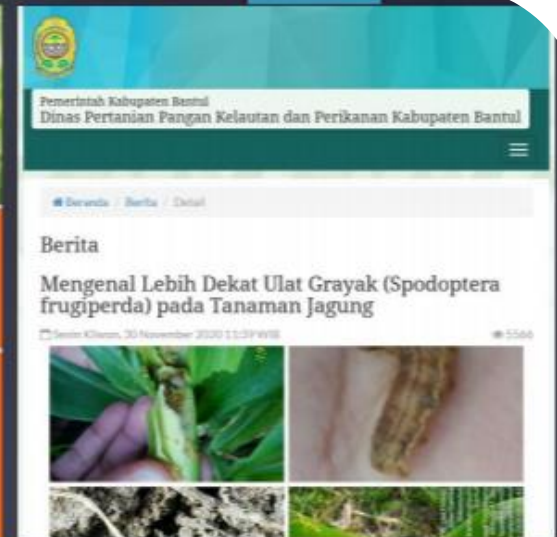 Pemerintah Kabupaten Bantul
Dinas Pertanian Pangan Kelautan dan Perikanan Kabupaten Bantul
Beranda / Berita / Detail
Berita
Mengenal Lebih Dekat Ulat Grayak (Spodoptera
frugiperda) pada Tanaman Jagung
Senin Kliwon, 30 November 2020 11:39 WIB 5566